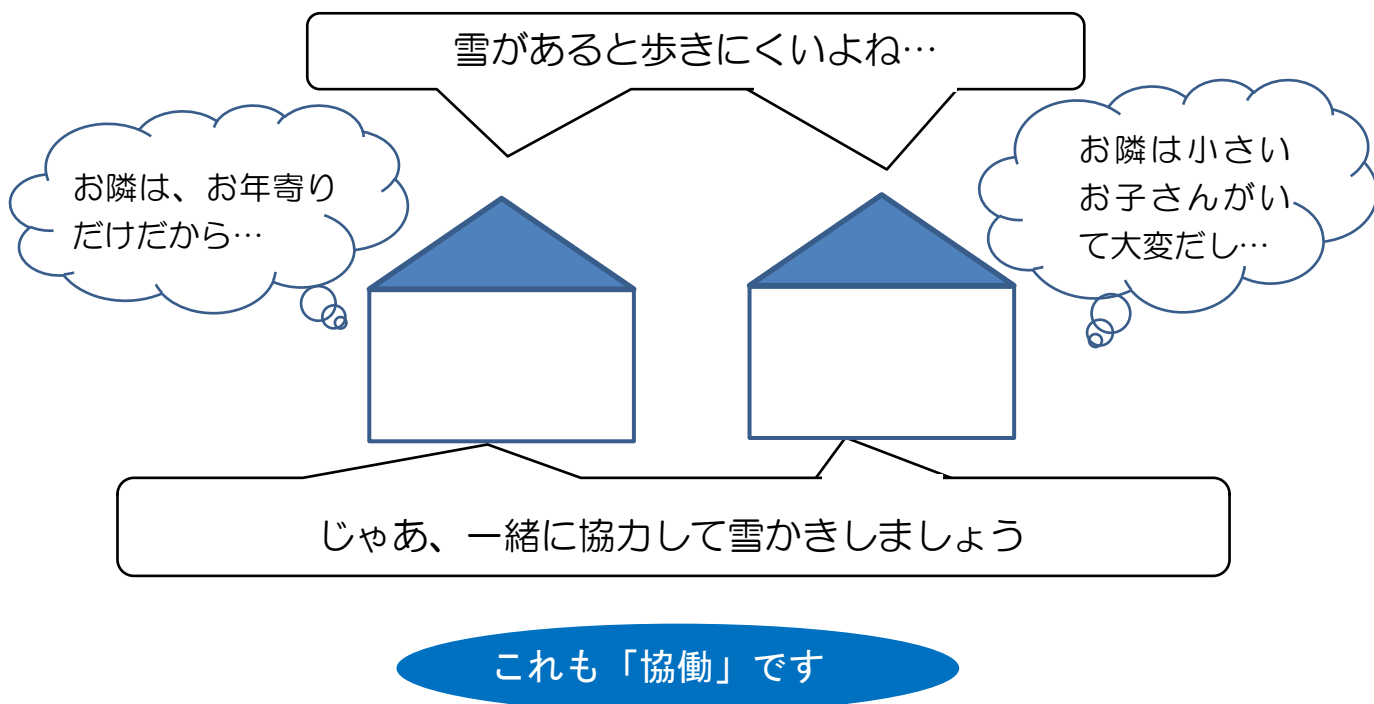 雪があると歩きにくいよね…
お隣は、お年寄り
だけだから…
お隣は小さい
お子さんがい
て大変だし…
じゃあ、一緒に協力して雪かきしましょう
これも「協働」です